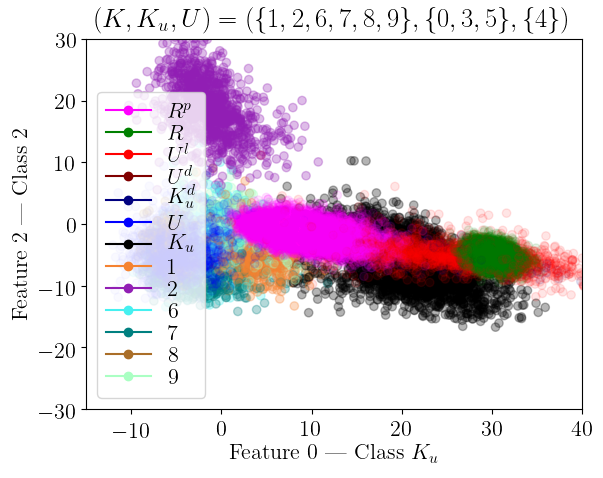 (K, K_u, U) = ({1, 2, 6, 7, 8, 9}, {0, 3, 5}, {4})
30
20
10
0
−10
−20
−30
Feature 2 — Class 2
R^p
R
U^l
U^d
K_u^d
U
K_u
1
2
6
7
8
9
−10
0
10
20
30
40
Feature 0 — Class K_u